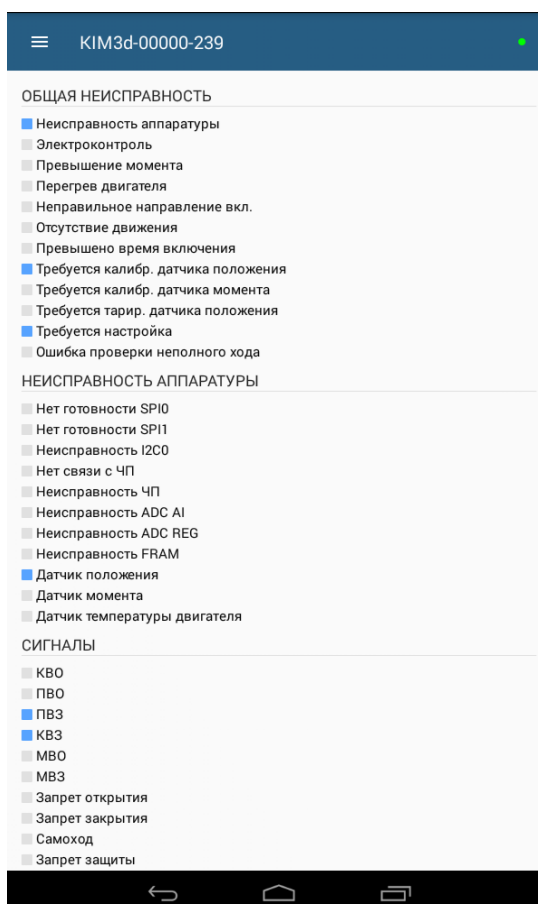 KIM3d-00000-239
ОБЩАЯ НЕИСПРАВНОСТЬ
Неисправность аппаратуры
Электроконтроль
Превышение момента
Перегрев двигателя
Неправильное направление вкл.
Отсутствие движения
Превышено время включения
Требуется калибр. датчика положения
Требуется калибр. датчика момента
Требуется тарир. датчика положения
Требуется настройка
Ошибка проверки неполного хода
НЕИСПРАВНОСТЬ АППАРАТУРЫ
Нет готовности SPI0
Нет готовности SPI1
Неисправность I2C0
Нет связи с ЧП
Неисправность ЧП
Неисправность ADC AI
Неисправность ADC REG
Неисправность FRAM
Датчик положения
Датчик момента
Датчик температуры двигателя
СИГНАЛЫ
КВО
ПВО
ПВЗ
КВЗ
МВО
МВЗ
Запрет открытия
Запрет закрытия
Самоход
Запрет защиты